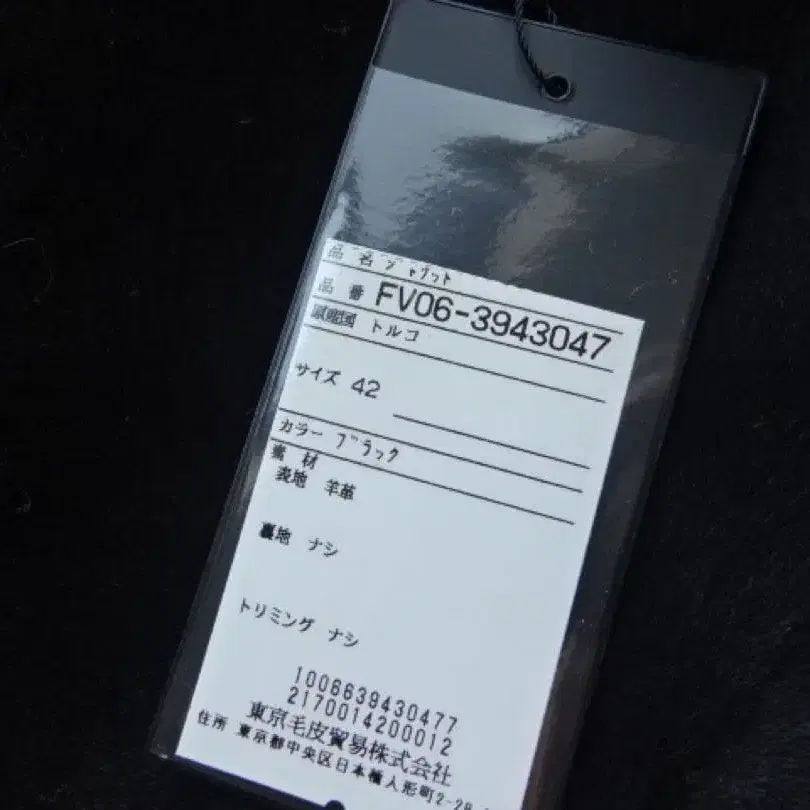 品 名 ジャケット
品 番 FV06-3943047
原産国 トルコ
サイズ 42
カラー ブラック
素 材
表地 羊革
裏地 ナシ
トリミング ナシ
1006639430477
2170014200012
東京毛皮貿易株式会社
住所 東京都中央区日本橋人形町2-28